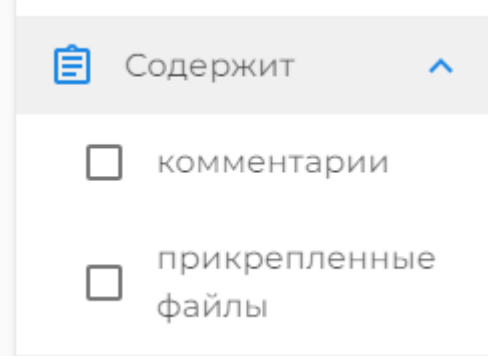 Содержит
комментарии
прикрепленные
файлы